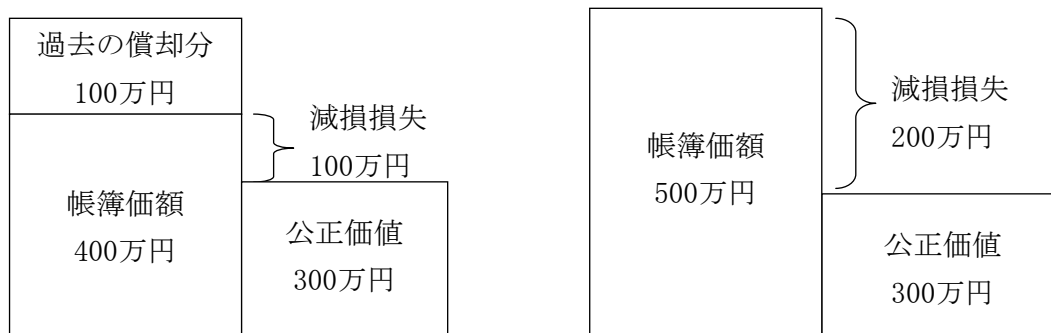 過去の償却分
100万円
減損損失
100万円
帳簿価額
400万円
公正価値
300万円
減損損失
200万円
帳簿価額
500万円
公正価値
300万円